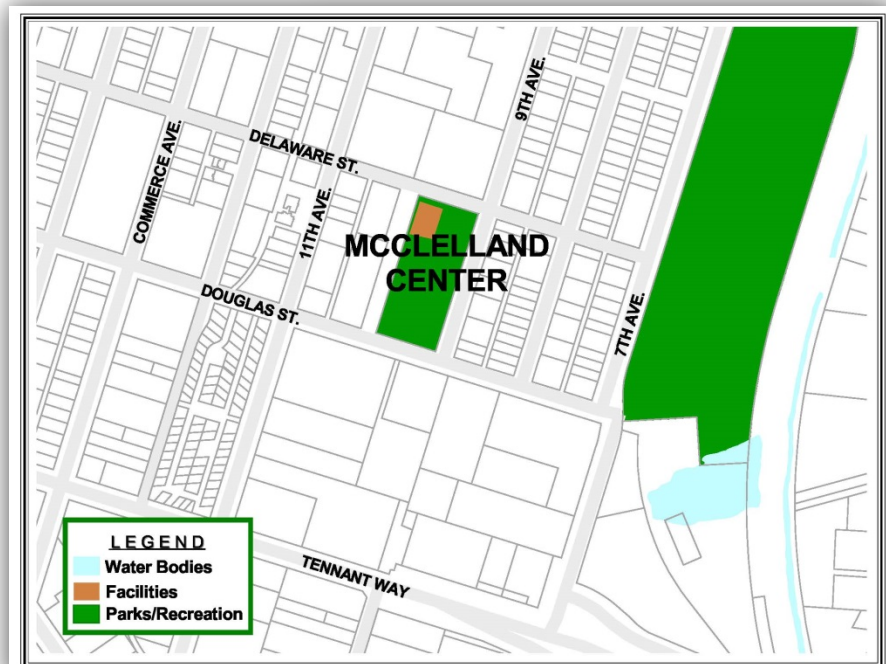 9TH AVE.
DELAWARE ST.
COMMERCE AVE.
11TH AVE.
MCCLELLAND
CENTER
DOUGLAS ST.
7TH AVE.
LEGEND
Water Bodies
Facilities
Parks/Recreation
TENNANT WAY